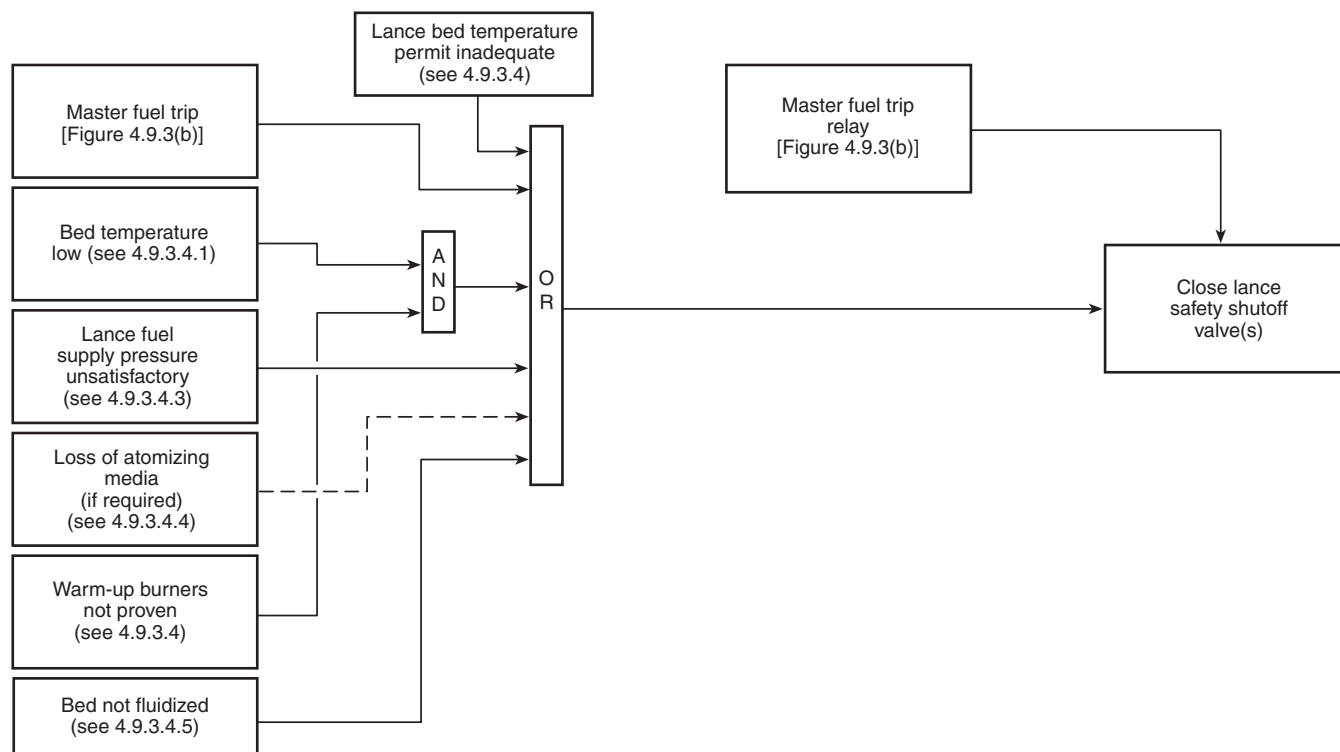 Lance bed temperature
permit inadequate
(see 4.9.3.4)
Master fuel trip
[Figure 4.9.3(b)]
Master fuel trip
relay
[Figure 4.9.3(b)]
Bed temperature
low (see 4.9.3.4.1)
A
N
D
O
R
Close lance
safety shutoff
valve(s)
Lance fuel
supply pressure
unsatisfactory
(see 4.9.3.4.3)
Loss of atomizing
media
(if required)
(see 4.9.3.4.4)
Warm-up burners
not proven
(see 4.9.3.4)
Bed not fluidized
(see 4.9.3.4.5)